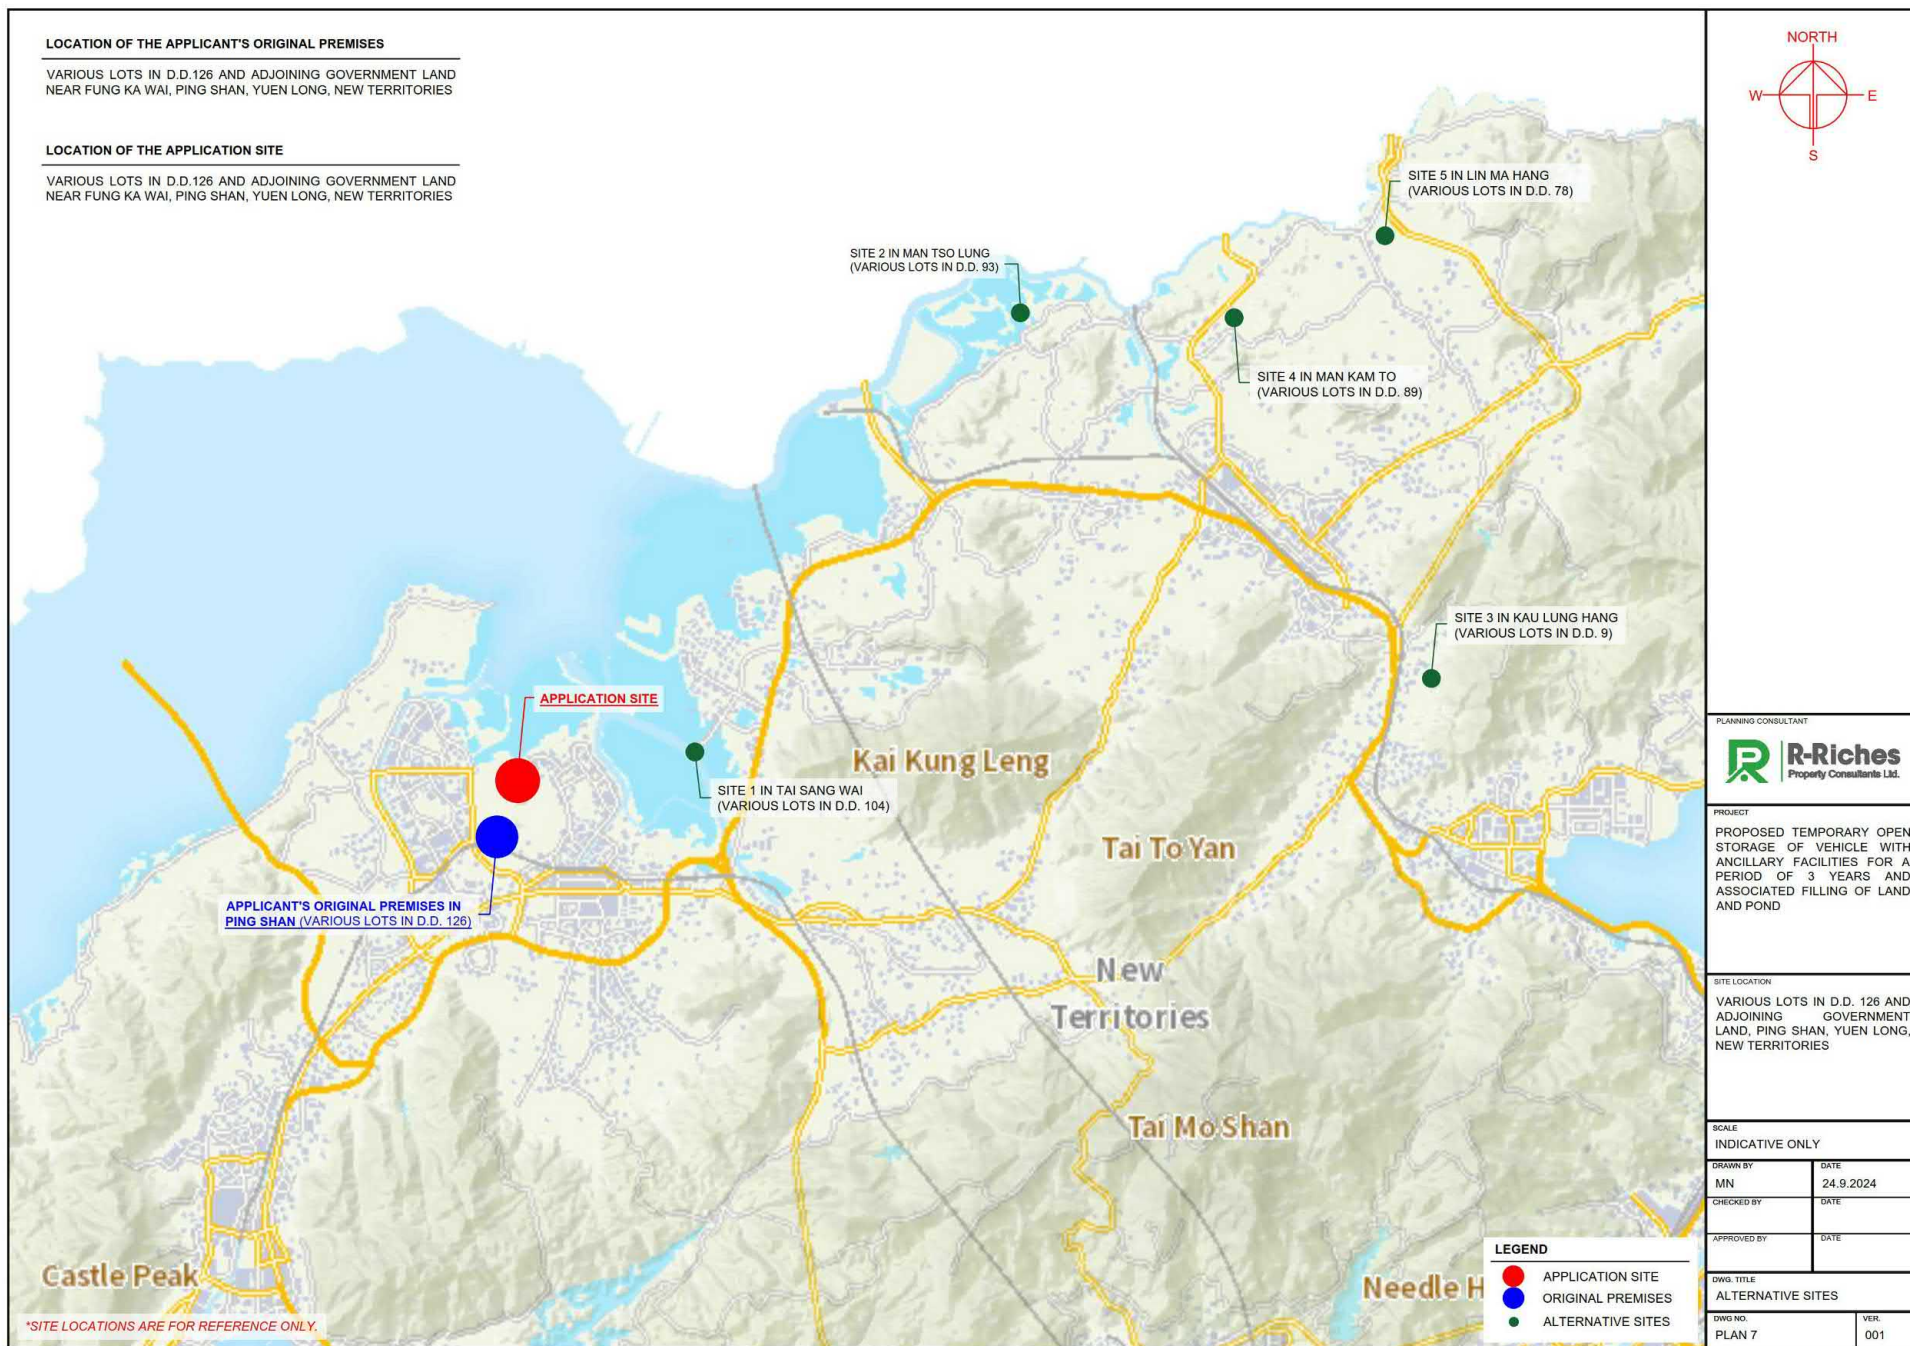 LOCATION OF THE APPLICANT'S ORIGINAL PREMISES
VARIOUS LOTS IN D.D.126 AND ADJOINING GOVERNMENT LAND
NEAR FUNG KA WAI, PING SHAN, YUEN LONG, NEW TERRITORIES
LOCATION OF THE APPLICATION SITE
VARIOUS LOTS IN D.D.126 AND ADJOINING GOVERNMENT LAND
NEAR FUNG KA WAI, PING SHAN, YUEN LONG, NEW TERRITORIES
SITE 5 IN LIN MA HANG
(VARIOUS LOTS IN D.D. 78)
SITE 2 IN MAN TSO LUNG
(VARIOUS LOTS IN D.D. 93)
SITE 4 IN MAN KAM TO
(VARIOUS LOTS IN D.D. 89)
SITE 3 IN KAU LUNG HANG
(VARIOUS LOTS IN D.D. 9)
APPLICATION SITE
SITE 1 IN TAI SANG WAI
(VARIOUS LOTS IN D.D. 104)
APPLICANT'S ORIGINAL PREMISES IN
PING SHAN (VARIOUS LOTS IN D.D. 126)
Kai Kung Leng
Tai To Yan
New
Territories
Tai Mo Shan
Castle Peak
Needle H
*SITE LOCATIONS ARE FOR REFERENCE ONLY.
LEGEND
APPLICATION SITE
ORIGINAL PREMISES
ALTERNATIVE SITES
NORTH
W
E
S
PLANNING CONSULTANT
R-Riches
Property Consultants Ltd.
PROJECT
PROPOSED TEMPORARY OPEN
STORAGE OF VEHICLE WITH
ANCILLARY FACILITIES FOR A
PERIOD OF 3 YEARS AND
ASSOCIATED FILLING OF LAND
AND POND
SITE LOCATION
VARIOUS LOTS IN D.D. 126 AND
ADJOINING GOVERNMENT
LAND, PING SHAN, YUEN LONG,
NEW TERRITORIES
SCALE
INDICATIVE ONLY
DRAWN BY
DATE
MN
24.9.2024
CHECKED BY
DATE
APPROVED BY
DATE
DWG. TITLE
ALTERNATIVE SITES
DWG NO.
VER.
PLAN 7
001